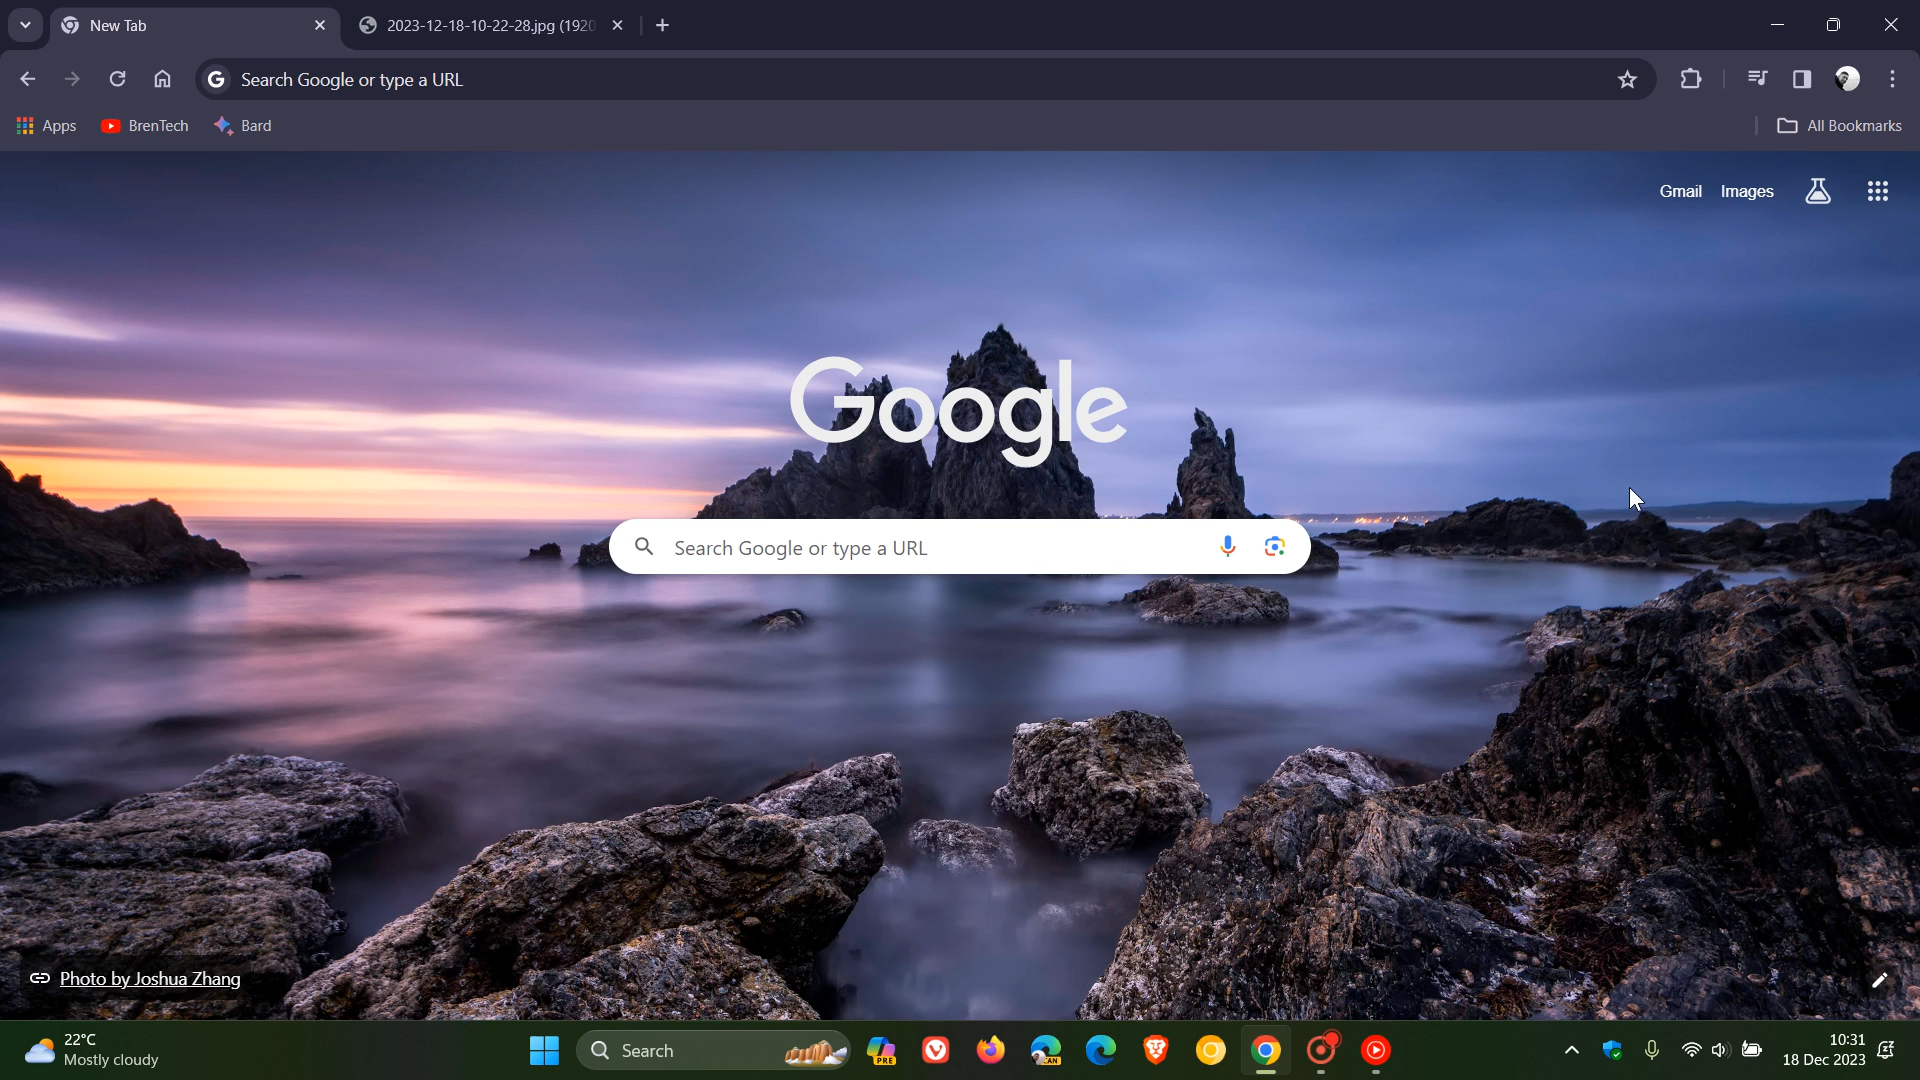 New Tab
2023-12-18-10-22-28.jpg (1920
Search Google or type a URL
Apps
BrenTech
Bard
All Bookmarks
Gmail
Images
Google
Search Google or type a URL
Photo by Joshua Zhang
22°C
Mostly cloudy
Search
PRE
CAN
10:31
18 Dec 2023